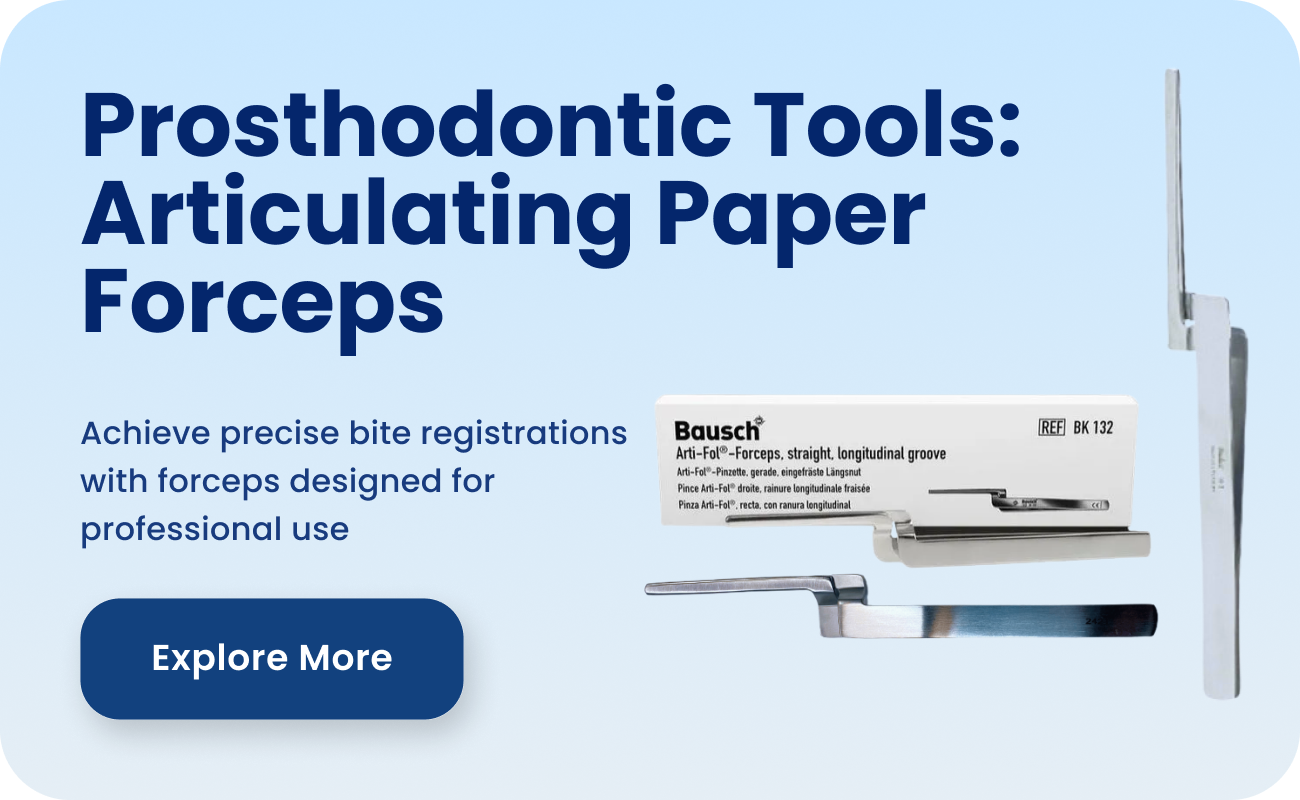 Prosthodontic Tools:
Articulating Paper
Forceps
Achieve precise bite registrations
with forceps designed for
professional use
Explore More
Bausch
REF BK 132
Arti-Fol®-Forceps, straight, longitudinal groove
Arti-Fol®-Pinzette, gerade, eingefräste Längsnut
Pince Arti-Fol® droite, rainure longitudinale fraisée
Pinza Arti-Fol®, recta, con ranura longitudinal